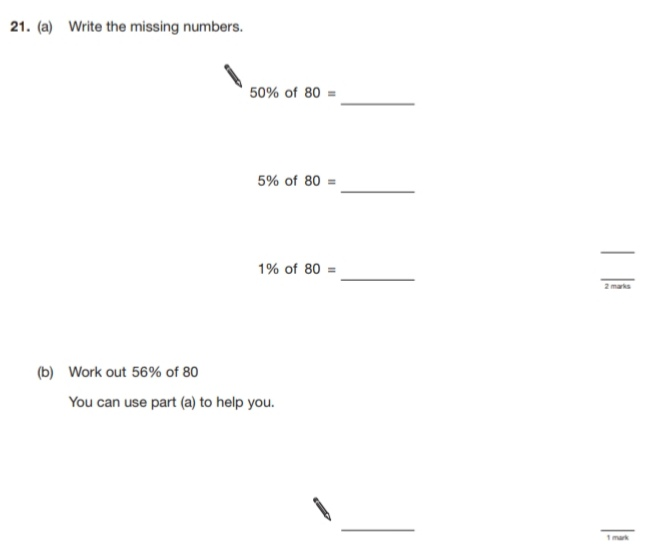 21. (a) Write the missing numbers.
50% of 80 =
5% of 80 =
1% of 80 =
2 marks
(b) Work out 56% of 80
You can use part (a) to help you.
1 mark